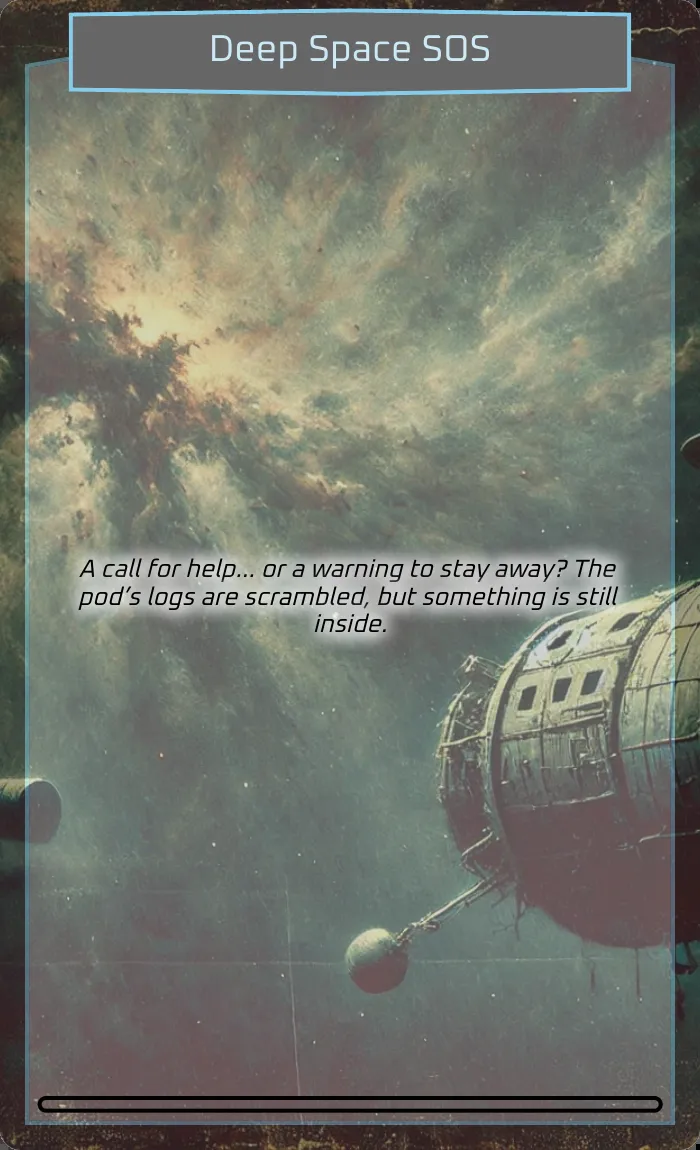 Deep Space SOS
A call for help... or a warning to stay away? The
pod’s logs are scrambled, but something is still
inside.